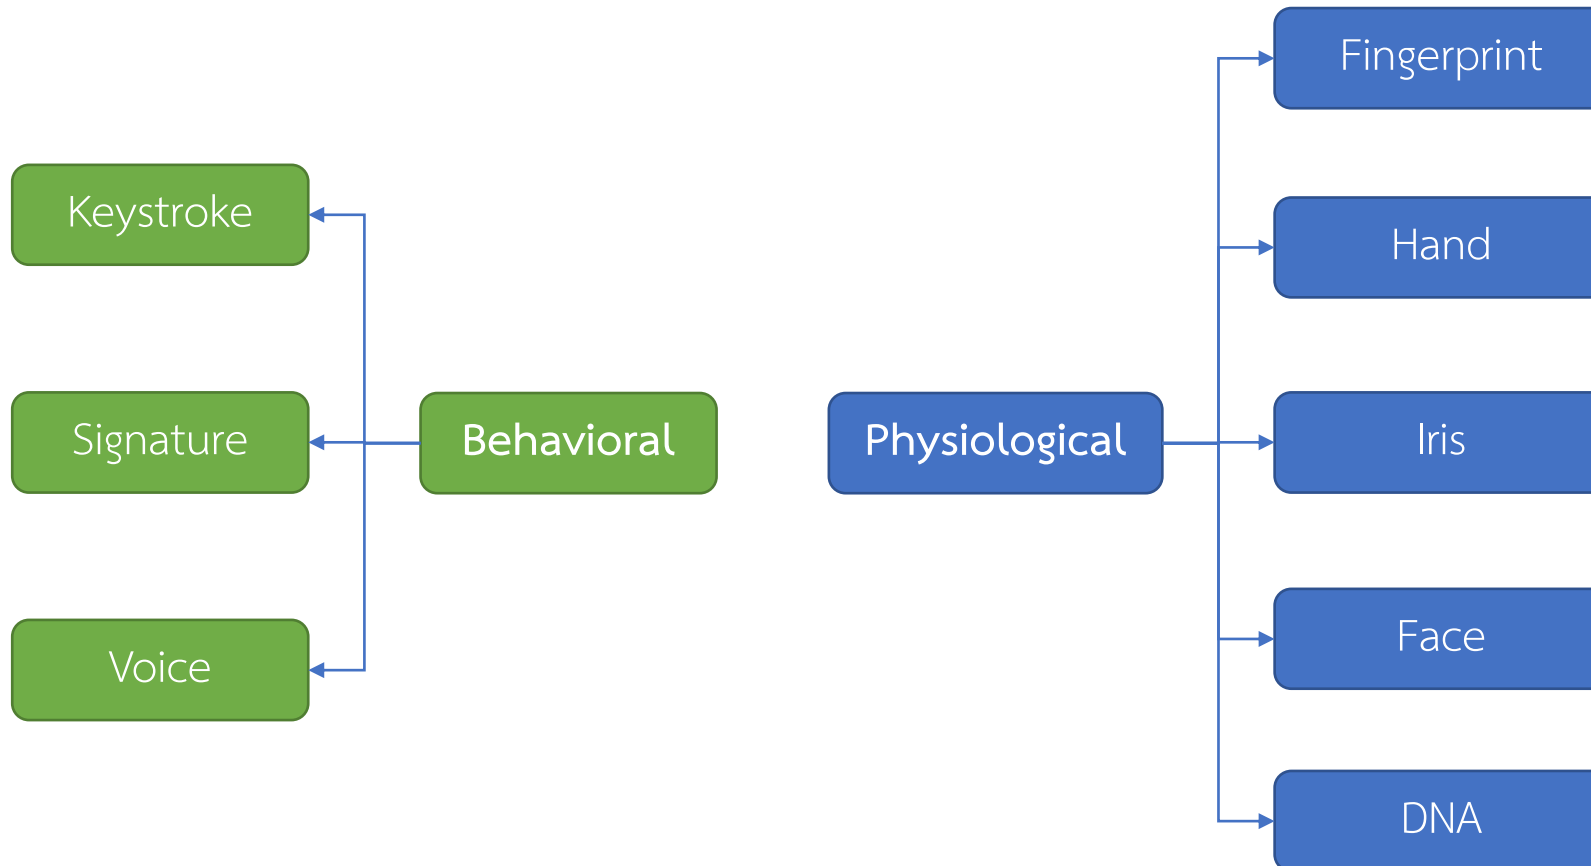 Keystroke
Signature
Voice
Behavioral
Physiological
Fingerprint
Hand
Iris
Face
DNA